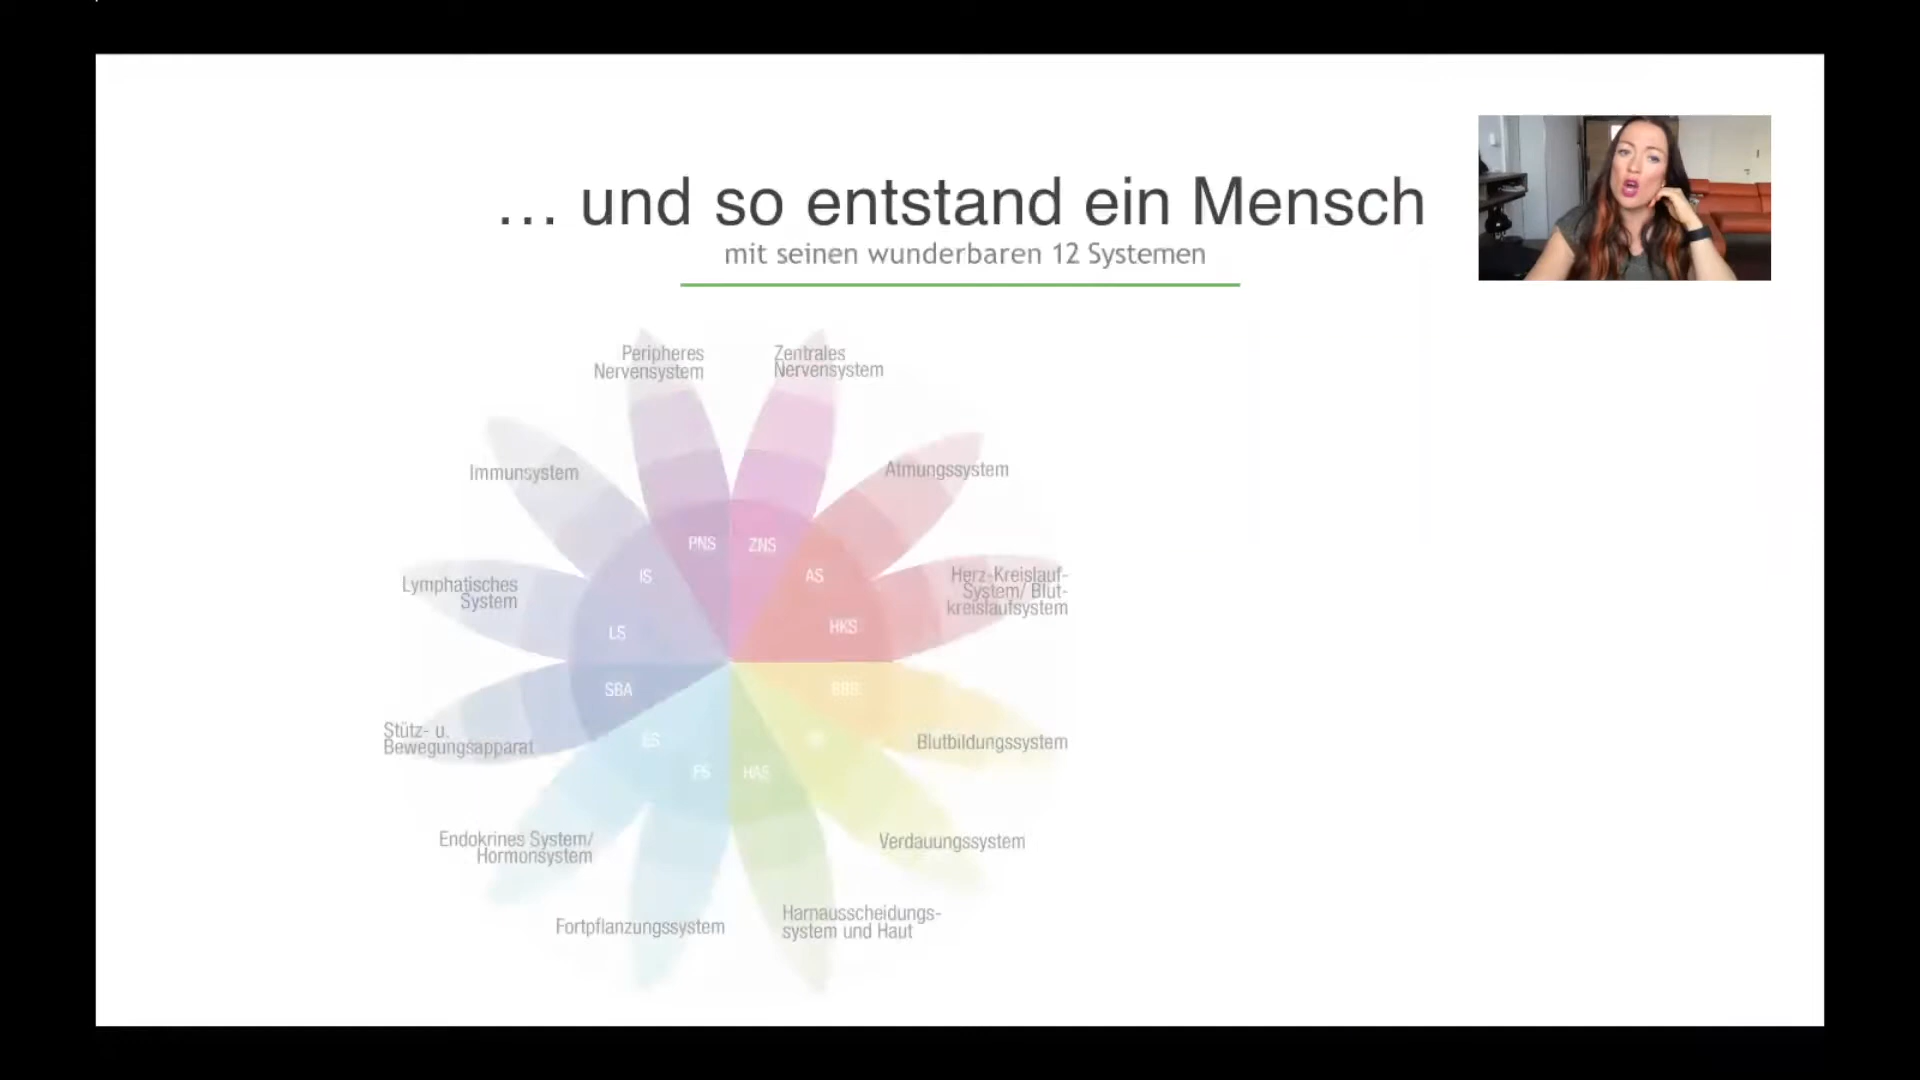 ... und so entstand ein Mensch
mit seinen wunderbaren 12 Systemen
Peripheres
Nervensystem
Zentrales
Nervensystem
Immunsystem
Atmungssystem
PNS
ZNS
IS
AS
Lymphatisches
System
Herz-Kreislauf-
System/ Blut-
kreislaufsystem
LS
HKS
SBA
Stütz- u.
Bewegungsapparat
Blutbildungssystem
ES
FS
HAS
Endokrines System/
Hormonsystem
Verdauungssystem
Fortpflanzungssystem
Harnausscheidungs-
system und Haut